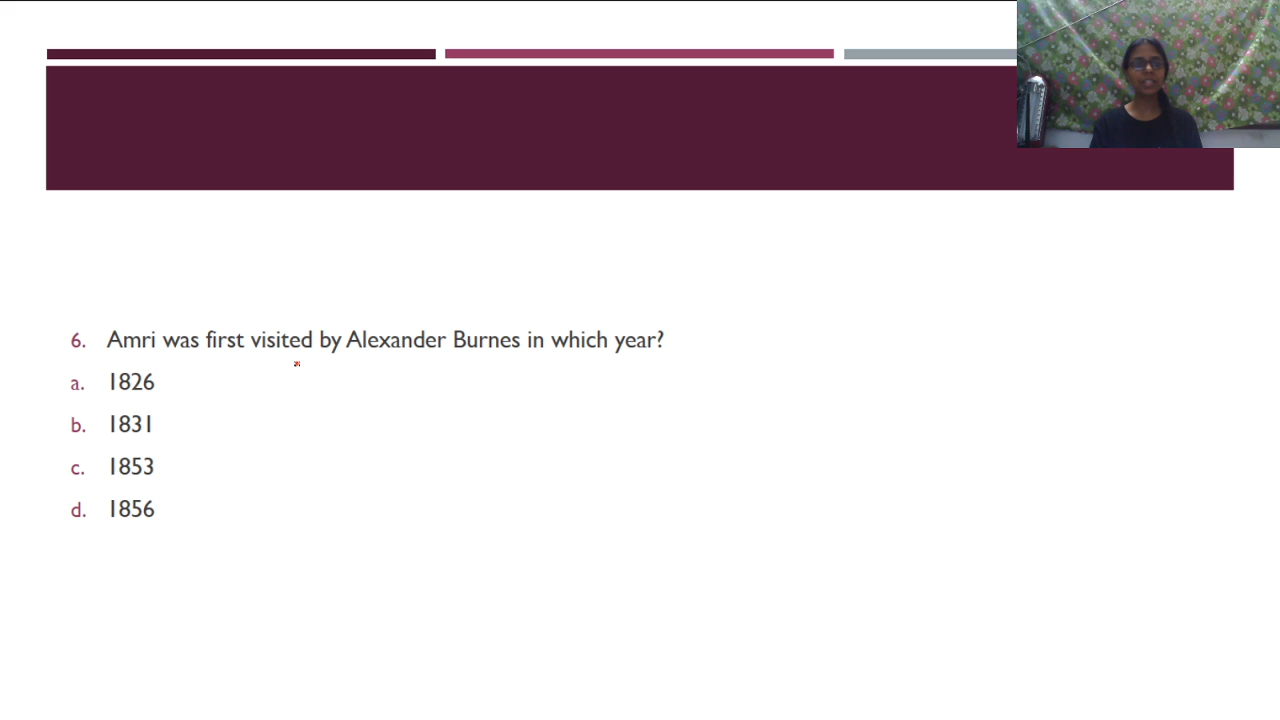 6. Amri was first visited by Alexander Burnes in which year?
a. 1826
b. 1831
c. 1853
d. 1856